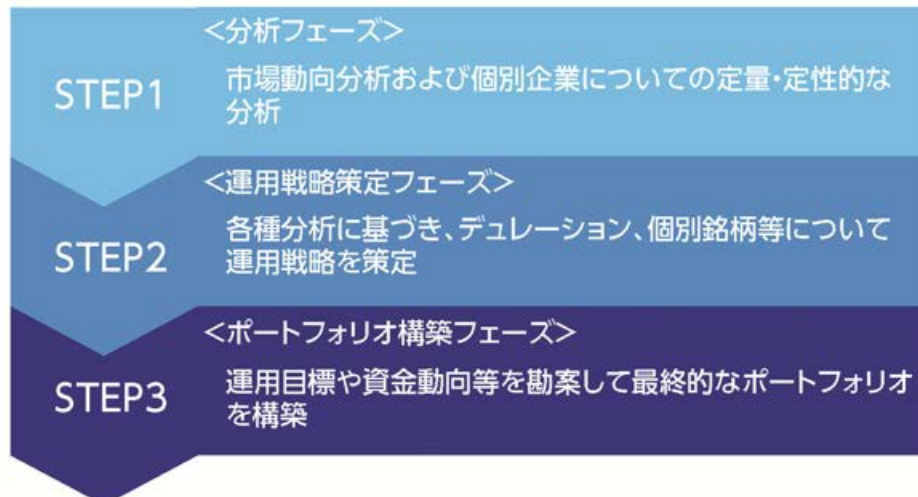 STEP1
<分析フェーズ>
市場動向分析および個別企業についての定量・定性的な
分析
STEP2
<運用戦略策定フェーズ>
各種分析に基づき、デュレーション、個別銘柄等について
運用戦略を策定
STEP3
<ポートフォリオ構築フェーズ>
運用目標や資金動向等を勘案して最終的なポートフォリオ
を構築